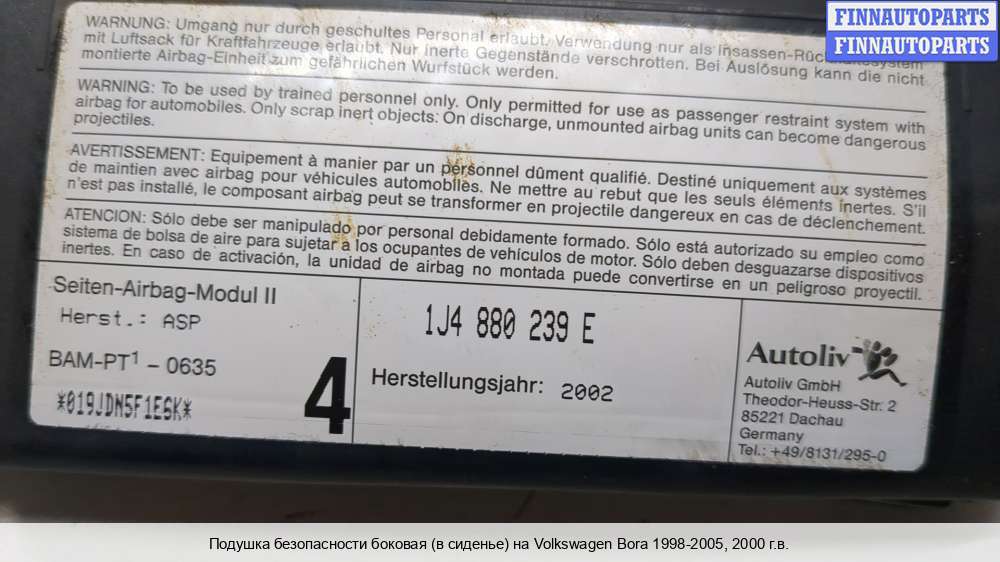 FINNAUTOPARTS
FINNAUTOPARTS
WARNUNG: Umgang nur durch geschultes Personal erlaubt. Verwendung nur als Insassen-Rückhaltesystem
mit Luftsack für Kraftfahrzeuge erlaubt. Nur inerte Gegenstände verschrotten. Bei Auslösung kann die nicht
montierte Airbag-Einheit zum gefährlichen Wurfstück werden.
WARNING: To be used by trained personnel only. Only permitted for use as passenger restraint system with
airbag for automobiles. Only scrap inert objects. On discharge, unmounted airbag units can become dangerous
projectiles.
AVERTISSEMENT: Equipement à manier par un personnel dûment qualifié. Destiné uniquement aux systèmes
de maintien avec airbag pour véhicules automobiles. Ne mettre au rebut que les seuls éléments inertes. S'il
n'est pas installé, le composant airbag peut se transformer en projectile dangereux en cas de déclenchement.
ATENCION: Sólo debe ser manipulado por personal debidamente formado. Sólo está autorizado su empleo como
sistema de bolsa de aire para sujetar a los ocupantes de vehículos de motor. Sólo deben desguazarse dispositivos
inertes. En caso de activación, la unidad de airbag no montada puede convertirse en un peligroso proyectil.
Seiten-Airbag-Modul II
Herst.: ASP
BAM-PT1 - 0635
*019JDN5F1E6K*
4
1J4 880 239 E
Herstellungsjahr: 2002
Autoliv
Autoliv GmbH
Theodor-Heuss-Str. 2
85221 Dachau
Germany
Tel.: +49/8131/295-0
Подушка безопасности боковая (в сиденье) на Volkswagen Bora 1998-2005, 2000 г.в.